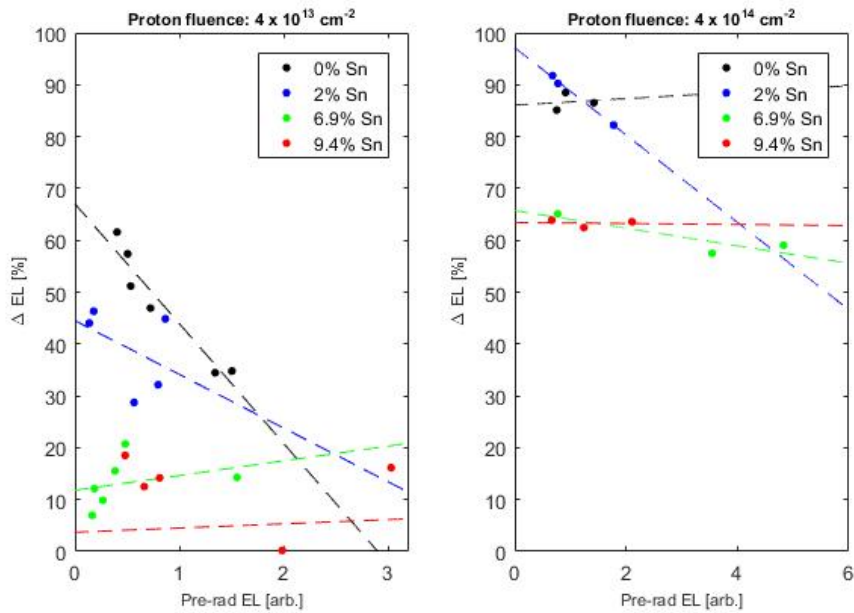 Proton fluence: 4 x 10¹³ cm⁻²
100
90
80
70
60
50
40
30
20
10
0
Δ EL [%]
0% Sn
2% Sn
6.9% Sn
9.4% Sn
0 1 2 3
Pre-rad EL [arb.]
Proton fluence: 4 x 10¹⁴ cm⁻²
100
90
80
70
60
50
40
30
20
10
0
Δ EL [%]
0% Sn
2% Sn
6.9% Sn
9.4% Sn
0 2 4 6
Pre-rad EL [arb.]